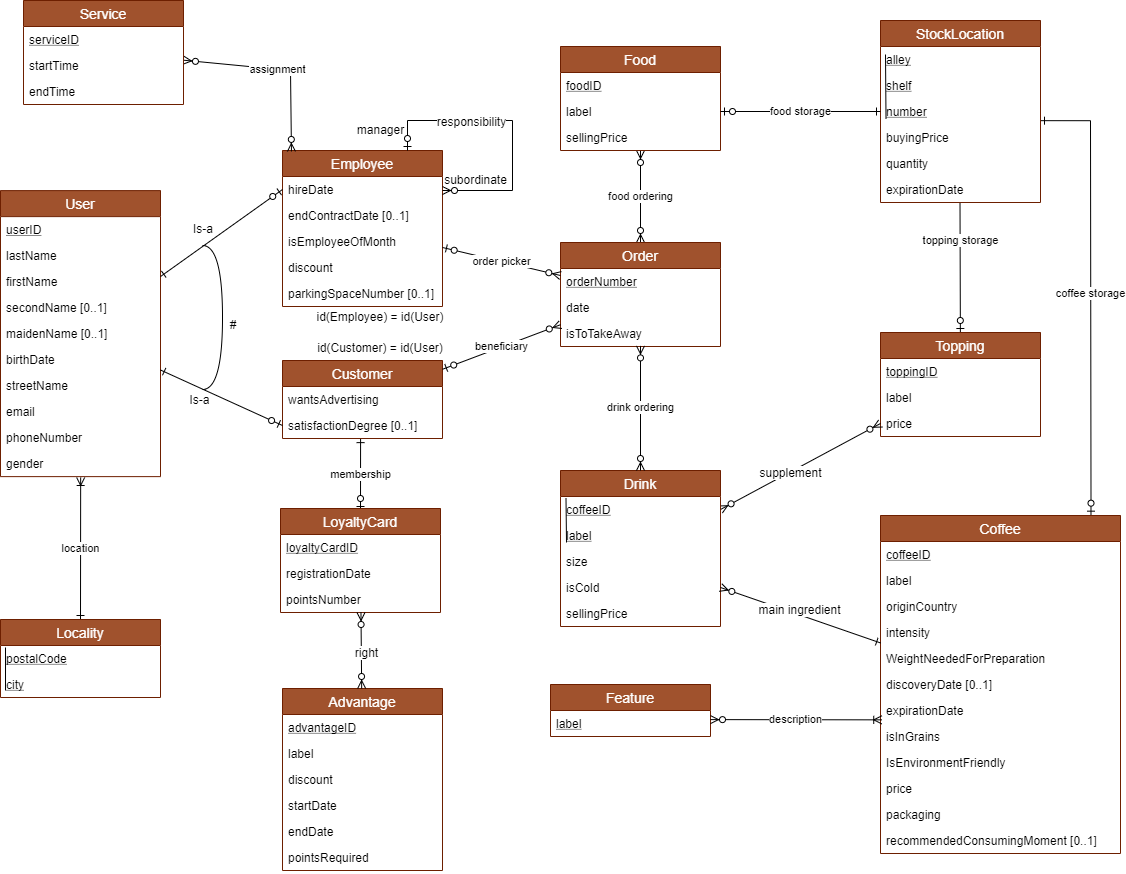 Service
serviceID
startTime
endTime
assignment
manager
responsibility
subordinate
Employee
hireDate
endContractDate [0..1]
isEmployeeOfMonth
discount
parkingSpaceNumber [0..1]
id(Employee) = id(User)
User
userID
lastName
firstName
secondName [0..1]
maidenName [0..1]
birthDate
streetName
email
phoneNumber
gender
Is-a
#
Is-a
id(Customer) = id(User)
Customer
wantsAdvertising
satisfactionDegree [0..1]
membership
LoyaltyCard
loyaltyCardID
registrationDate
pointsNumber
right
Advantage
advantageID
label
discount
startDate
endDate
pointsRequired
location
Locality
postalCode
city
Food
foodID
label
sellingPrice
food storage
food ordering
order picker
beneficiary
Order
orderNumber
date
isToTakeAway
drink ordering
Drink
coffeeID
label
size
isCold
sellingPrice
supplement
main ingredient
Feature
label
description
StockLocation
alley
shelf
number
buyingPrice
quantity
expirationDate
topping storage
coffee storage
Topping
toppingID
label
price
Coffee
coffeeID
label
originCountry
intensity
WeightNeededForPreparation
discoveryDate [0..1]
expirationDate
isInGrains
IsEnvironmentFriendly
price
packaging
recommendedConsumingMoment [0..1]